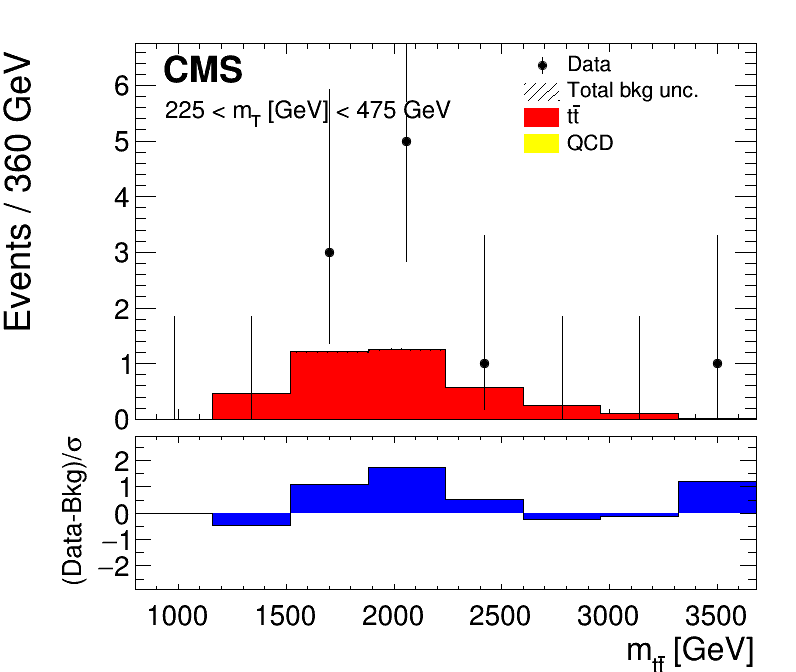 CMS
225 < m_T [GeV] < 475 GeV
Data
Total bkg unc.
tt̄
QCD
Events / 360 GeV
6
5
4
3
2
1
0
(Data-Bkg)/σ
2
1
0
−1
−2
1000 1500 2000 2500 3000 3500
m_tt̄ [GeV]